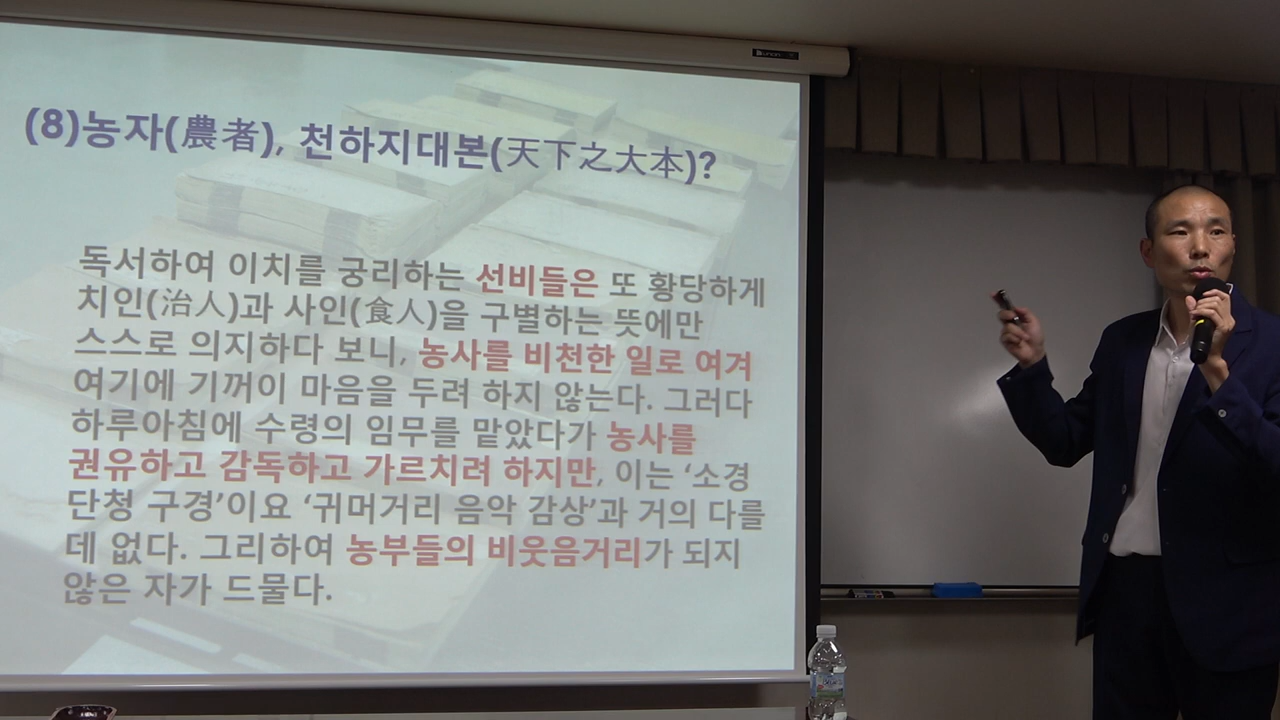 (8)농자(農者), 천하지대본(天下之大本)?
독서하여 이치를 궁리하는 선비들은 또 황당하게
치인(治人)과 사인(食人)을 구별하는 뜻에만
스스로 의지하다 보니, 농사를 비천한 일로 여겨
여기에 기꺼이 마음을 두려 하지 않는다. 그러다
하루아침에 수령의 임무를 맡았다가 농사를
권유하고 감독하고 가르치려 하지만, 이는 ‘소경
단청 구경’이요 ‘귀머거리 음악 감상’과 거의 다를
데 없다. 그리하여 농부들의 비웃음거리가 되지
않은 자가 드물다.